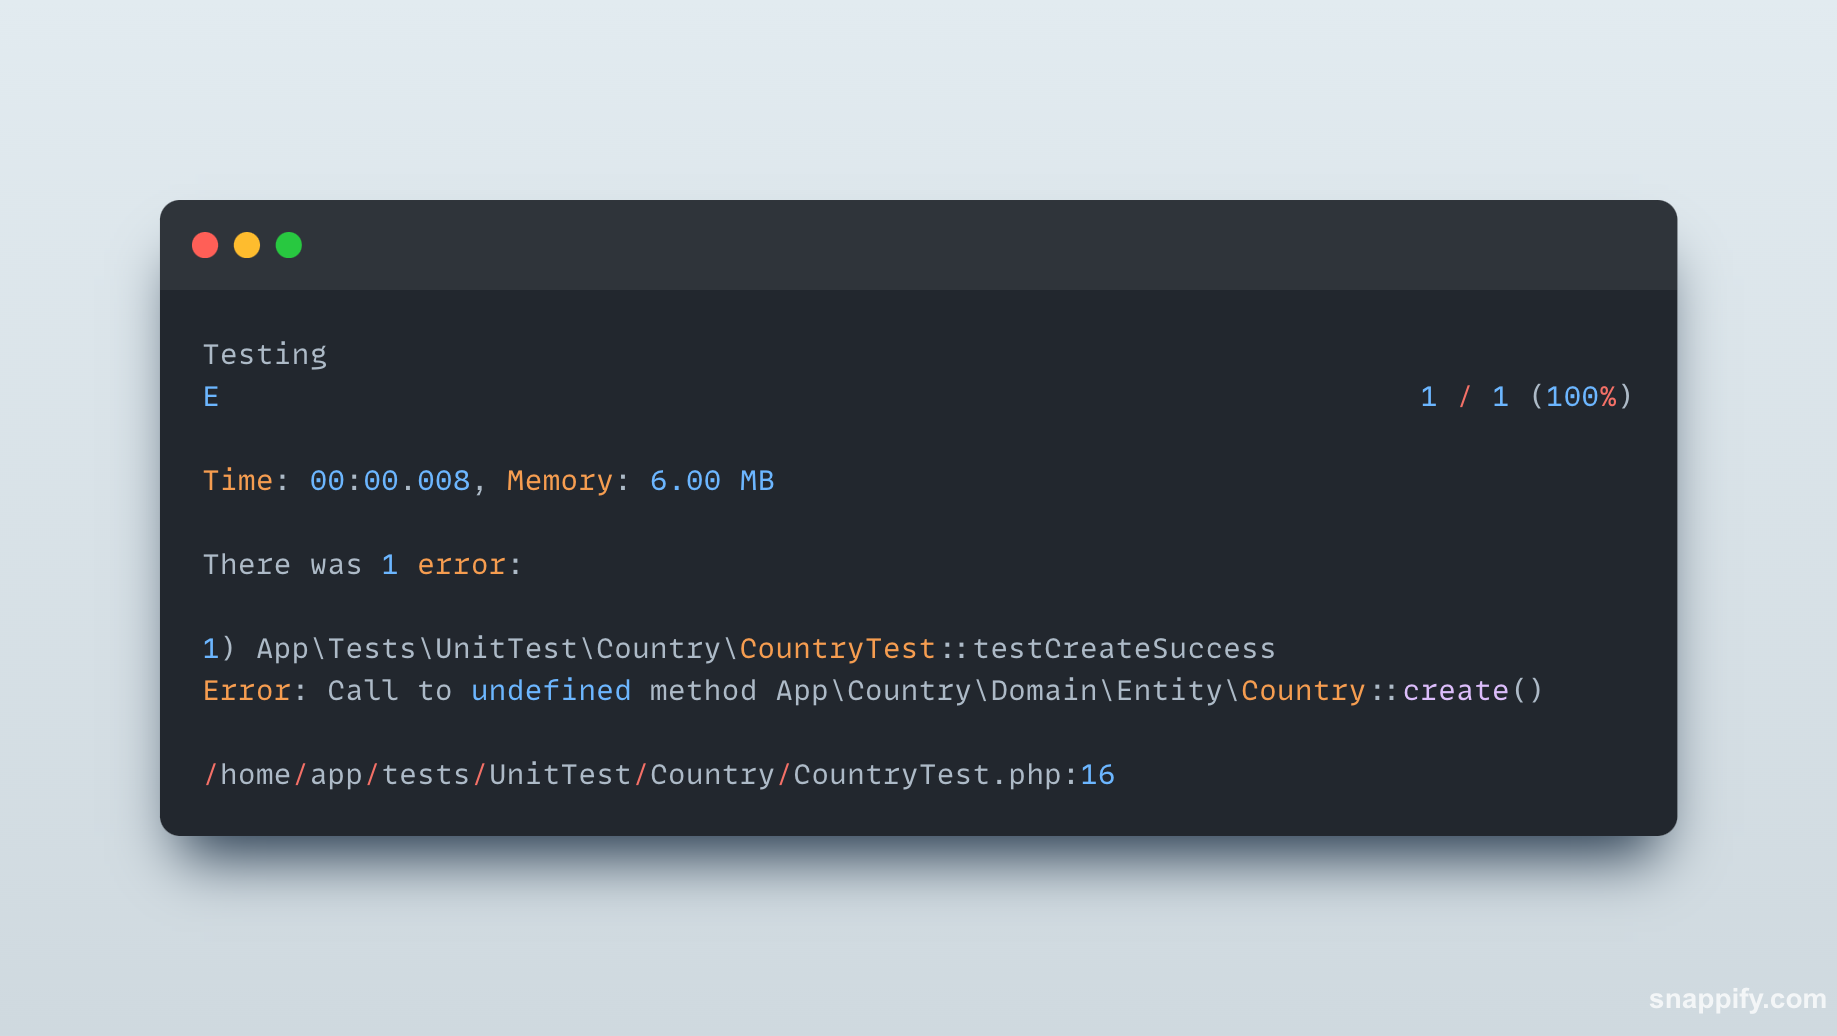 Testing
E 1 / 1 (100%)
Time: 00:00.008, Memory: 6.00 MB
There was 1 error:
1) App\Tests\UnitTest\Country\CountryTest::testCreateSuccess
Error: Call to undefined method App\Country\Domain\Entity\Country::create()
/home/app/tests/UnitTest/Country/CountryTest.php:16
snappify.com